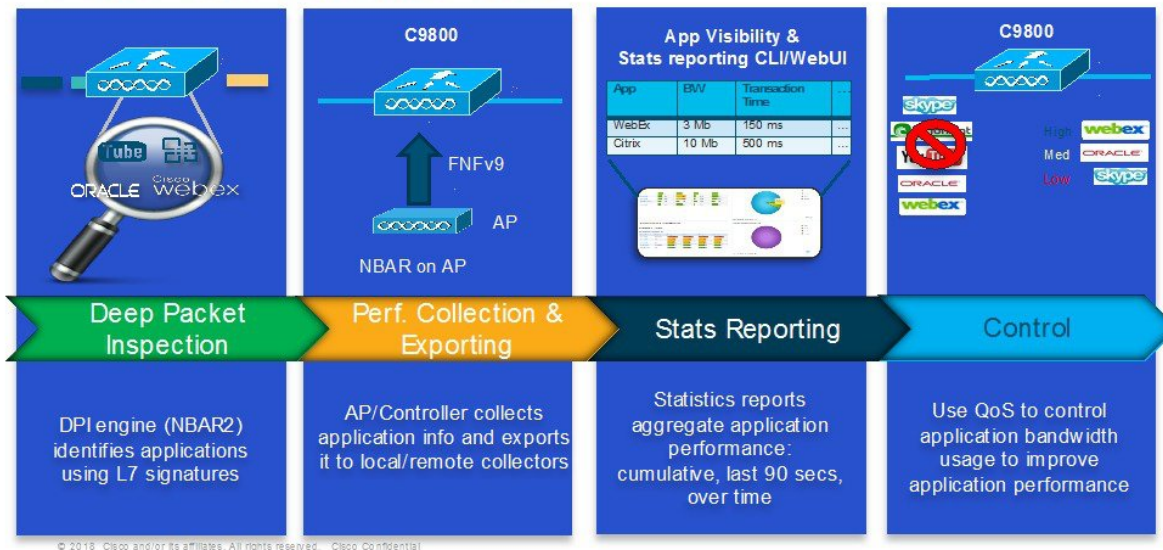 Tube
ORACLE
Cisco
webex
Deep Packet
Inspection
DPI engine (NBAR2)
identifies applications
using L7 signatures
C9800
FNFv9
AP
NBAR on AP
Perf. Collection &
Exporting
AP/Controller collects
application info and exports
it to local/remote collectors
App Visibility &
Stats reporting CLI/WebUI
App BW Transaction Time ...
WebEx 3 Mb 150 ms ...
Citrix 10 Mb 500 ms ...
Stats Reporting
Statistics reports
aggregate application
performance:
cumulative, last 90 secs,
over time
C9800
skype
ORACLE
webex
High webex
Med ORACLE
Low skype
Control
Use QoS to control
application bandwidth
usage to improve
application performance
© 2018 Cisco and/or its affiliates. All rights reserved. Cisco Confidential